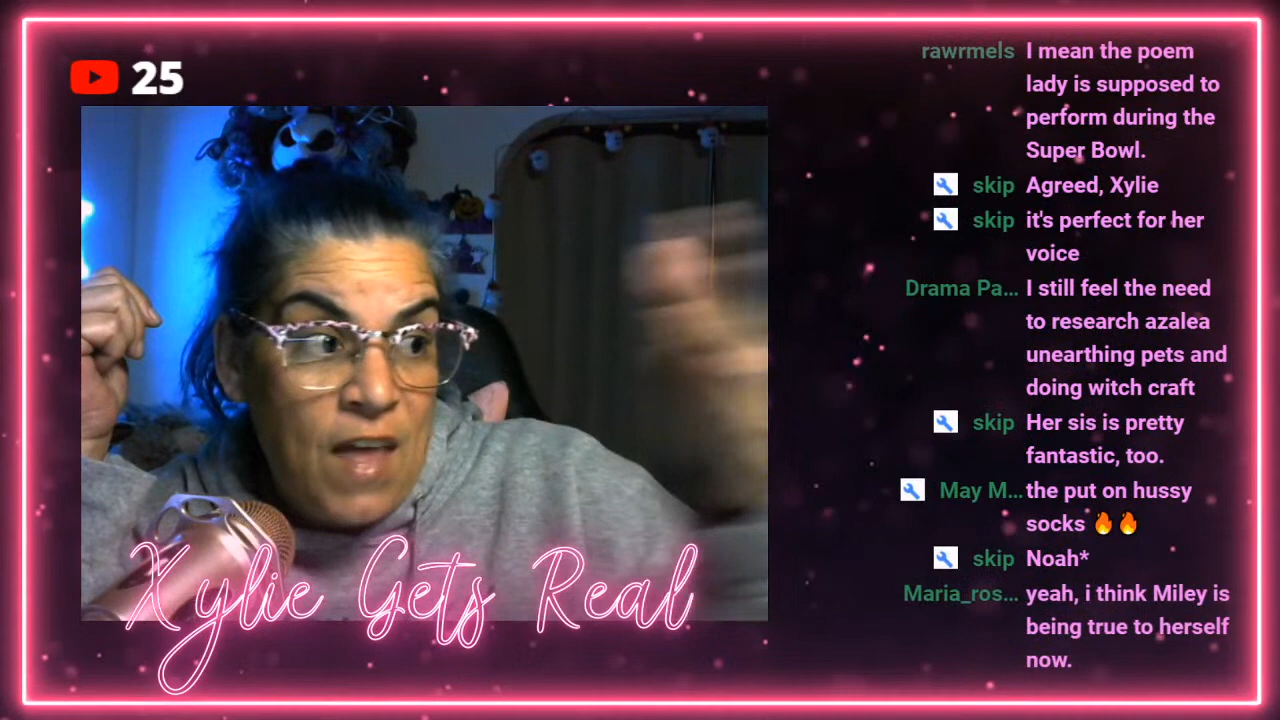 25
rawrmels I mean the poem
lady is supposed to
perform during the
Super Bowl.
skip Agreed, Xylie
skip it's perfect for her
voice
Drama Pa... I still feel the need
to research azalea
unearthing pets and
doing witch craft
skip Her sis is pretty
fantastic, too.
May M... the put on hussy
socks 🔥🔥
skip Noah*
Maria_ros... yeah, i think Miley is
being true to herself
now.
Xylie Gets Real